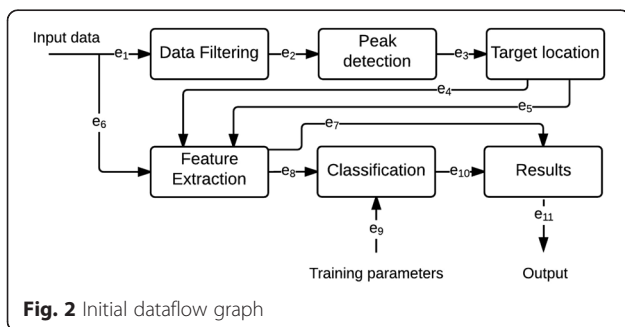 Input data
e1
Data Filtering
e2
Peak
detection
e3
Target location
e4
e5
e6
e7
Feature
Extraction
e8
Classification
e10
Results
e9
e11
Training parameters
Output
Fig. 2 Initial dataflow graph